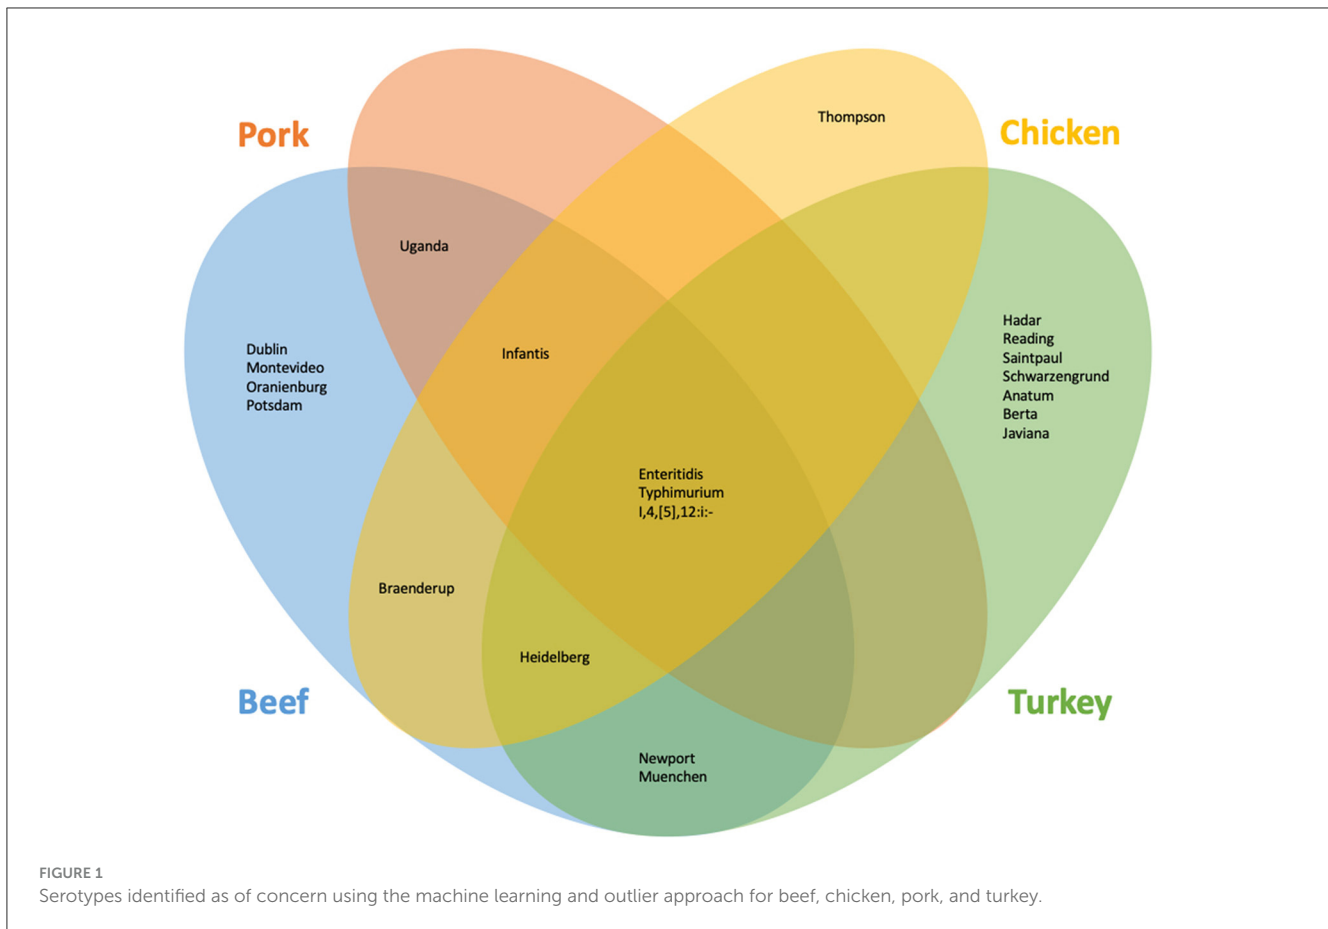 Pork
Chicken
Thompson
Uganda
Infantis
Dublin
Montevideo
Oranienburg
Potsdam
Hadar
Reading
Saintpaul
Schwarzengrund
Anatum
Berta
Javiana
Enteritidis
Typhimurium
I,4,[5],12:i:-
Braenderup
Heidelberg
Beef
Turkey
Newport
Muenchen
FIGURE 1
Serotypes identified as of concern using the machine learning and outlier approach for beef, chicken, pork, and turkey.